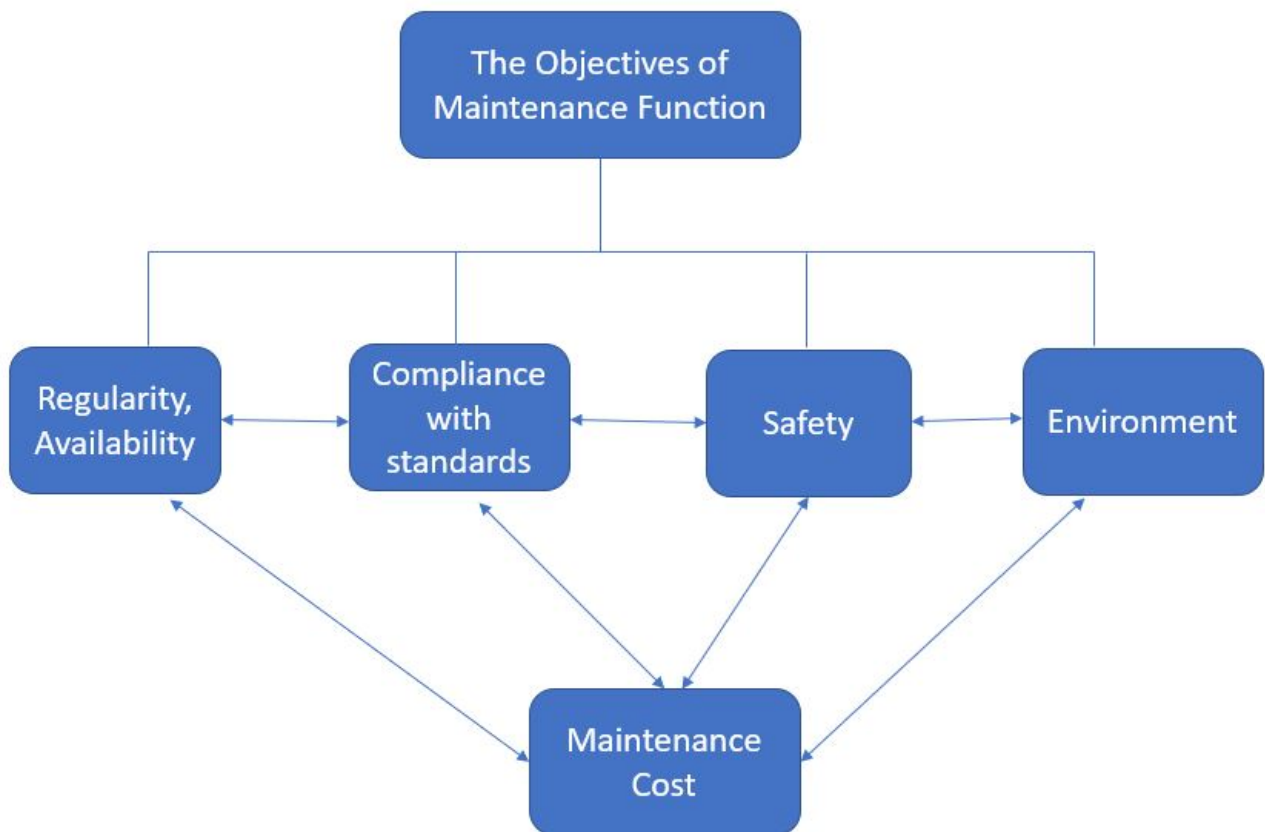 The Objectives of
Maintenance Function
Regularity,
Availability
Compliance
with
standards
Safety
Environment
Maintenance
Cost